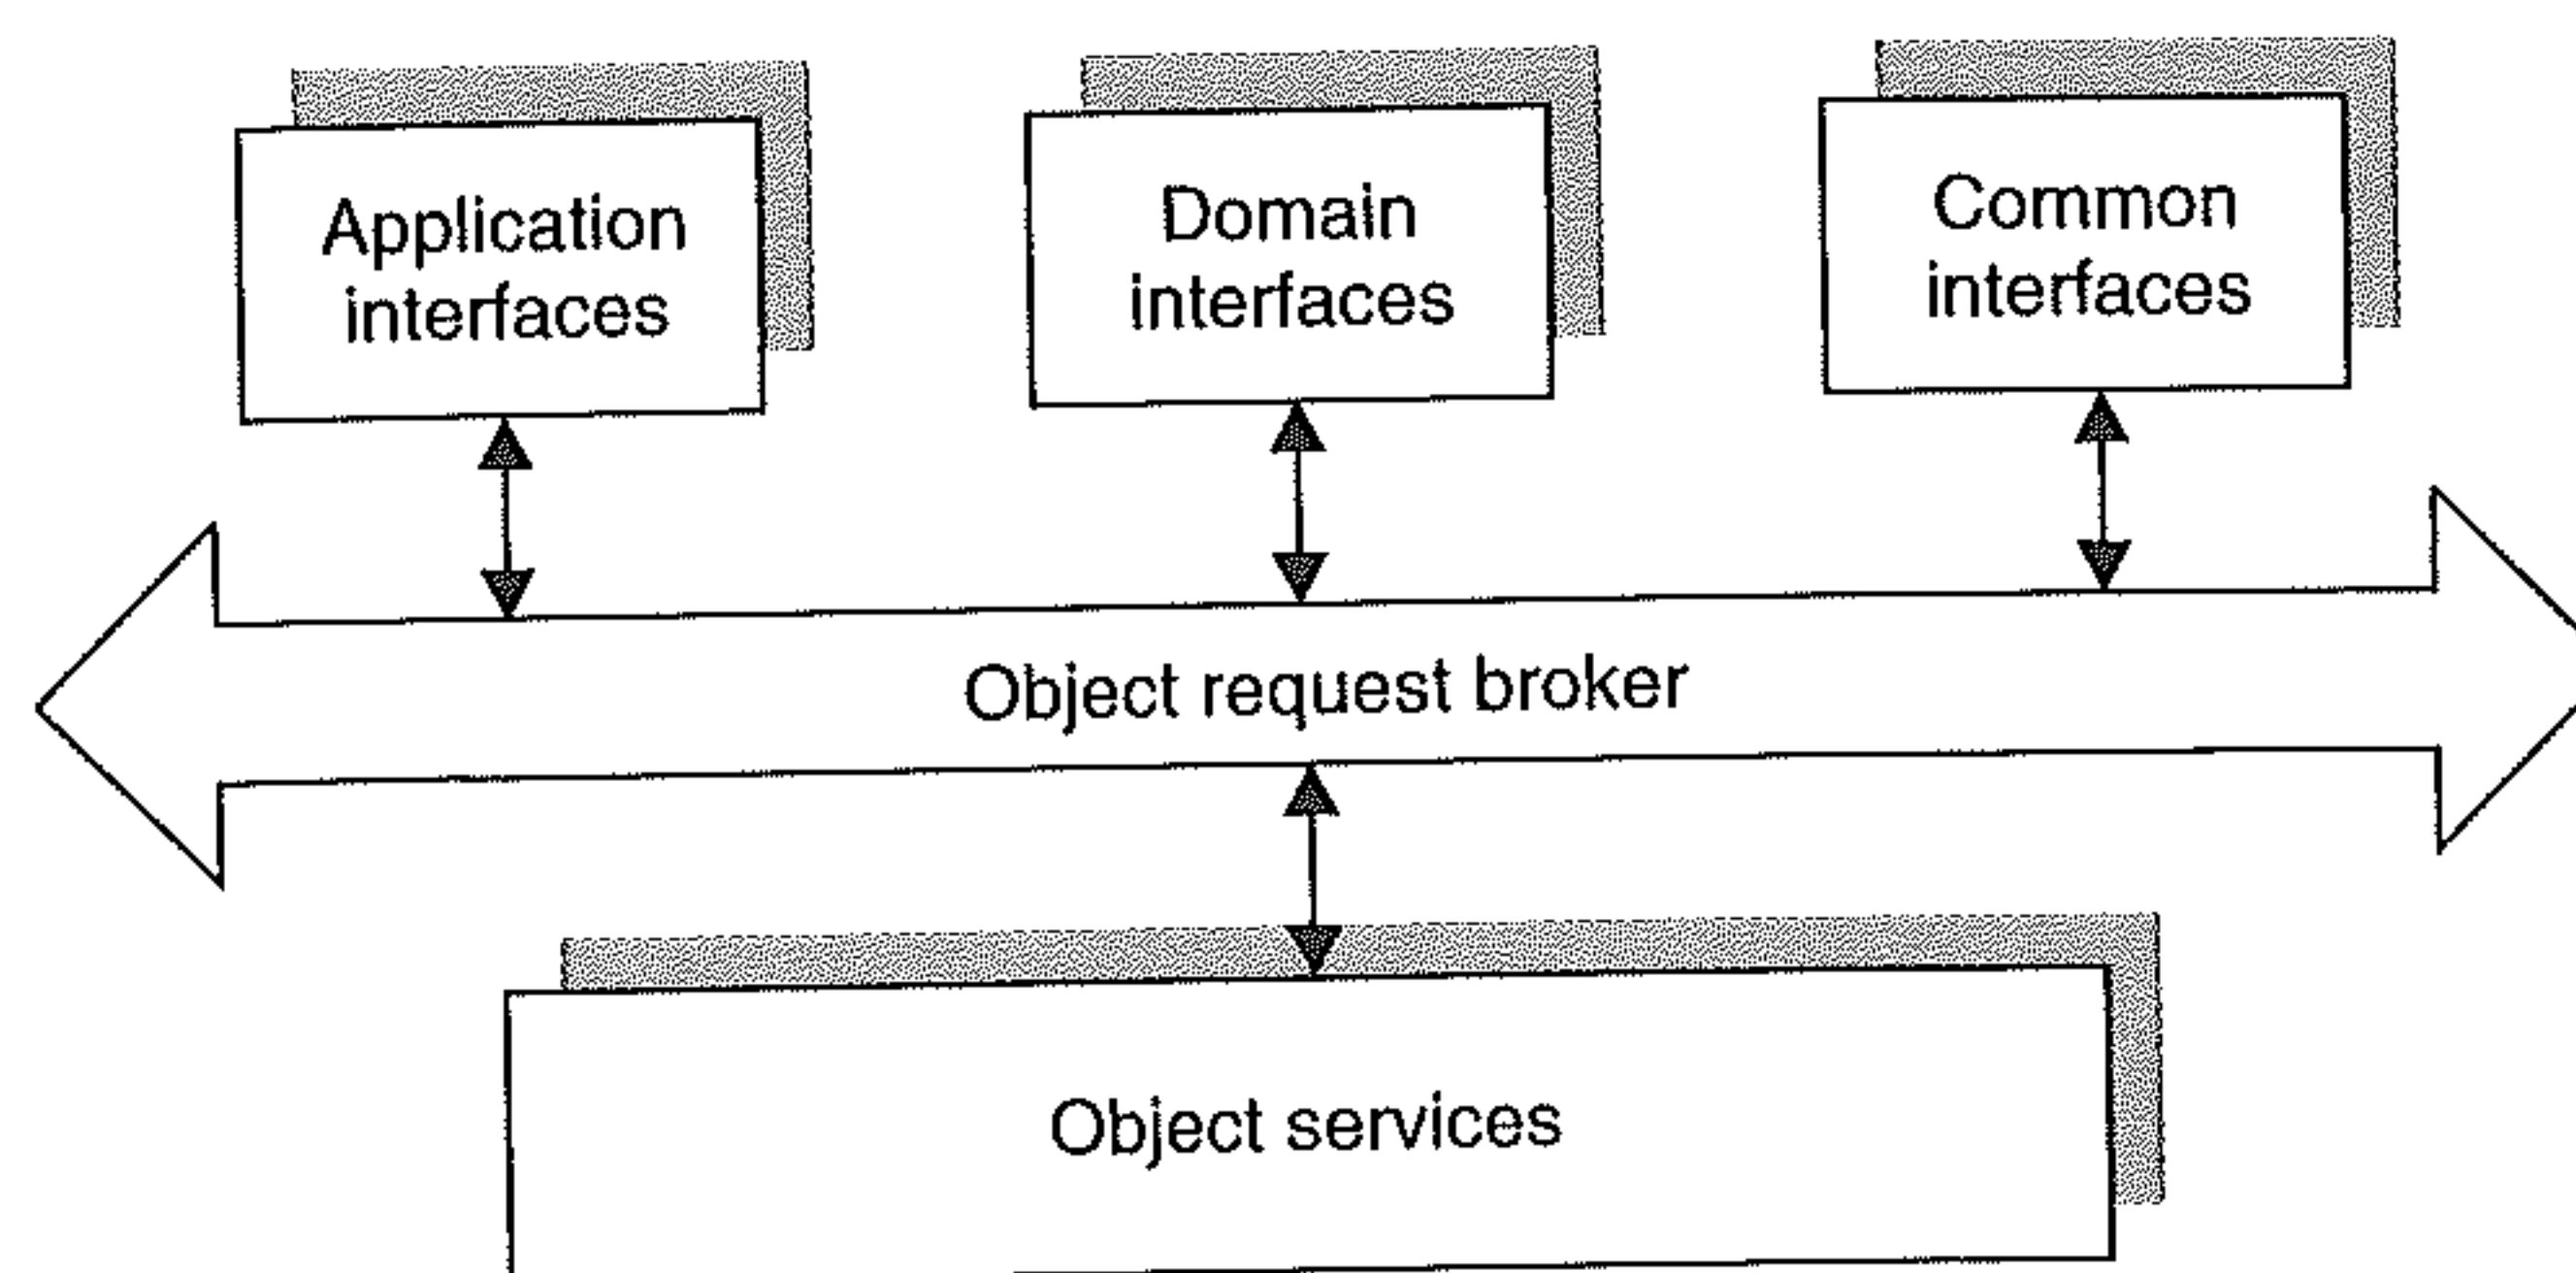 Application
interfaces
Domain
interfaces
Common
interfaces
Object request broker
Object services